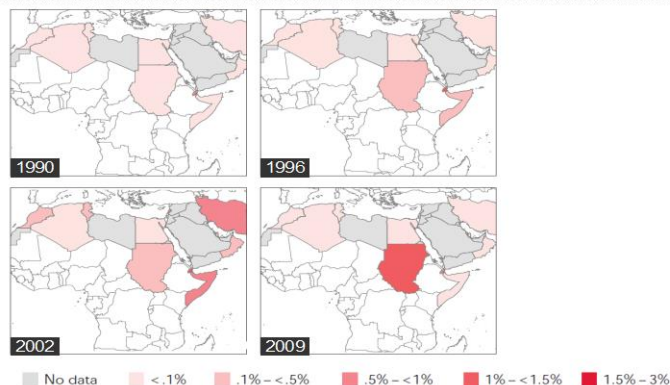 1990
1996
2002
2009
No data
<.1%
.1% – <.5%
.5% – <1%
1% – <1.5%
1.5% – 3%